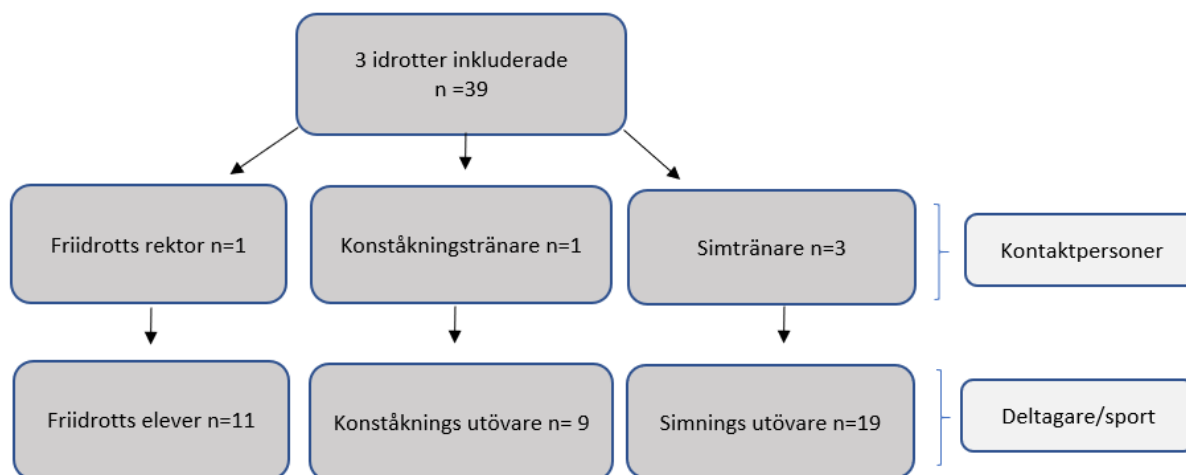 3 idrotter inkluderade
n =39
Friidrotts rektor n=1
Konståkningstränare n=1
Simtränare n=3
Kontaktpersoner
Friidrotts elever n=11
Konståknings utövare n= 9
Simnings utövare n=19
Deltagare/sport